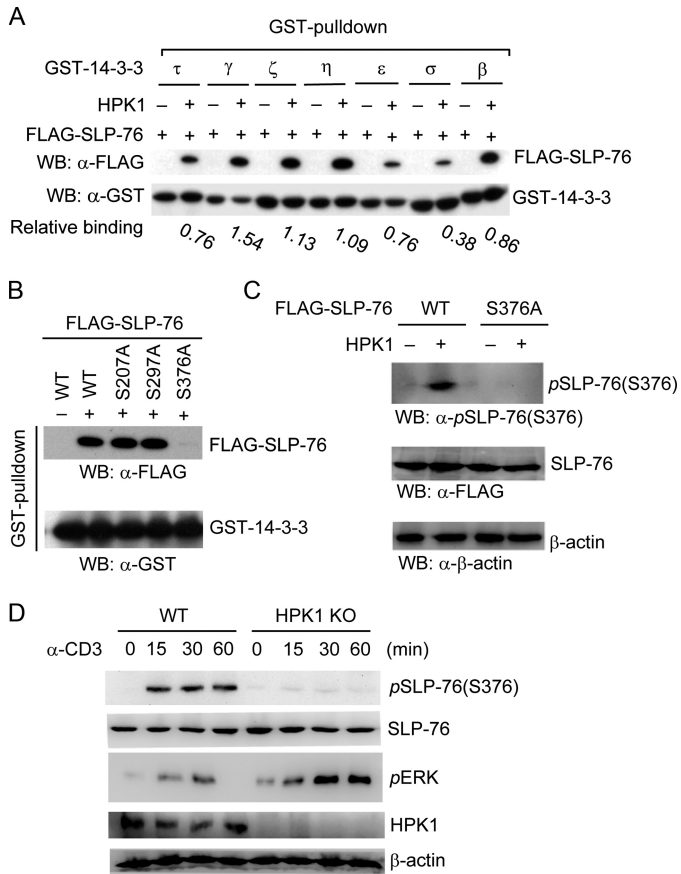 A
GST-pulldown
GST-14-3-3 τ γ ζ η ε σ β
HPK1 – + – + – + – + – + – + – +
FLAG-SLP-76 + + + + + + + + + + + + + +
WB: α-FLAG FLAG-SLP-76
WB: α-GST GST-14-3-3
Relative binding 0.76 1.54 1.13 1.09 0.76 0.38 0.86
B
FLAG-SLP-76
WT WT S207A S297A S376A
– + + + +
GST-pulldown
FLAG-SLP-76
WB: α-FLAG
GST-14-3-3
WB: α-GST
C
FLAG-SLP-76 WT S376A
HPK1 – + – +
pSLP-76(S376)
WB: α-pSLP-76(S376)
SLP-76
WB: α-FLAG
β-actin
WB: α-β-actin
D
WT HPK1 KO
α-CD3 0 15 30 60 0 15 30 60 (min)
pSLP-76(S376)
SLP-76
pERK
HPK1
β-actin